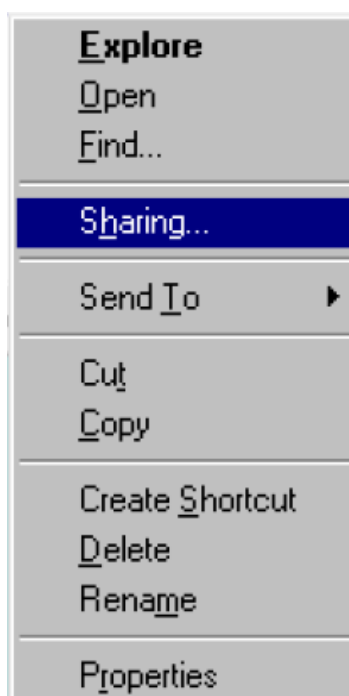 Explore
Open
Find...
Sharing...
Send To
Cut
Copy
Create Shortcut
Delete
Rename
Properties